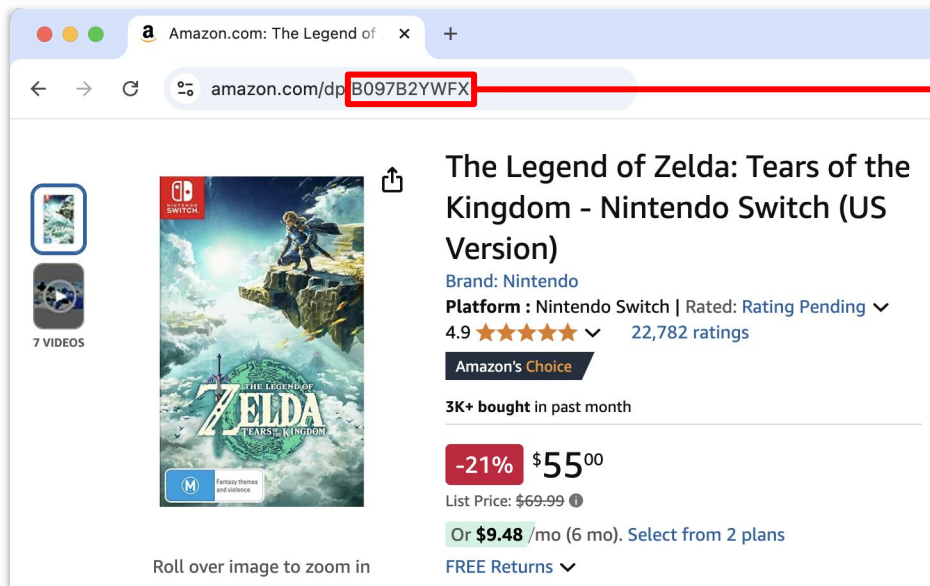 Amazon.com: The Legend of
amazon.com/dp
B097B2YWFX
The Legend of Zelda: Tears of the
Kingdom - Nintendo Switch (US
Version)
Brand: Nintendo
Platform : Nintendo Switch | Rated: Rating Pending
4.9 22,782 ratings
Amazon's Choice
3K+ bought in past month
-21% $5500
List Price: $69.99
Or $9.48 /mo (6 mo). Select from 2 plans
FREE Returns
7 VIDEOS
NINTENDO
SWITCH
THE LEGEND OF
ZELDA
TEARS OF THE KINGDOM
M
Fantasy themes
and violence
Roll over image to zoom in